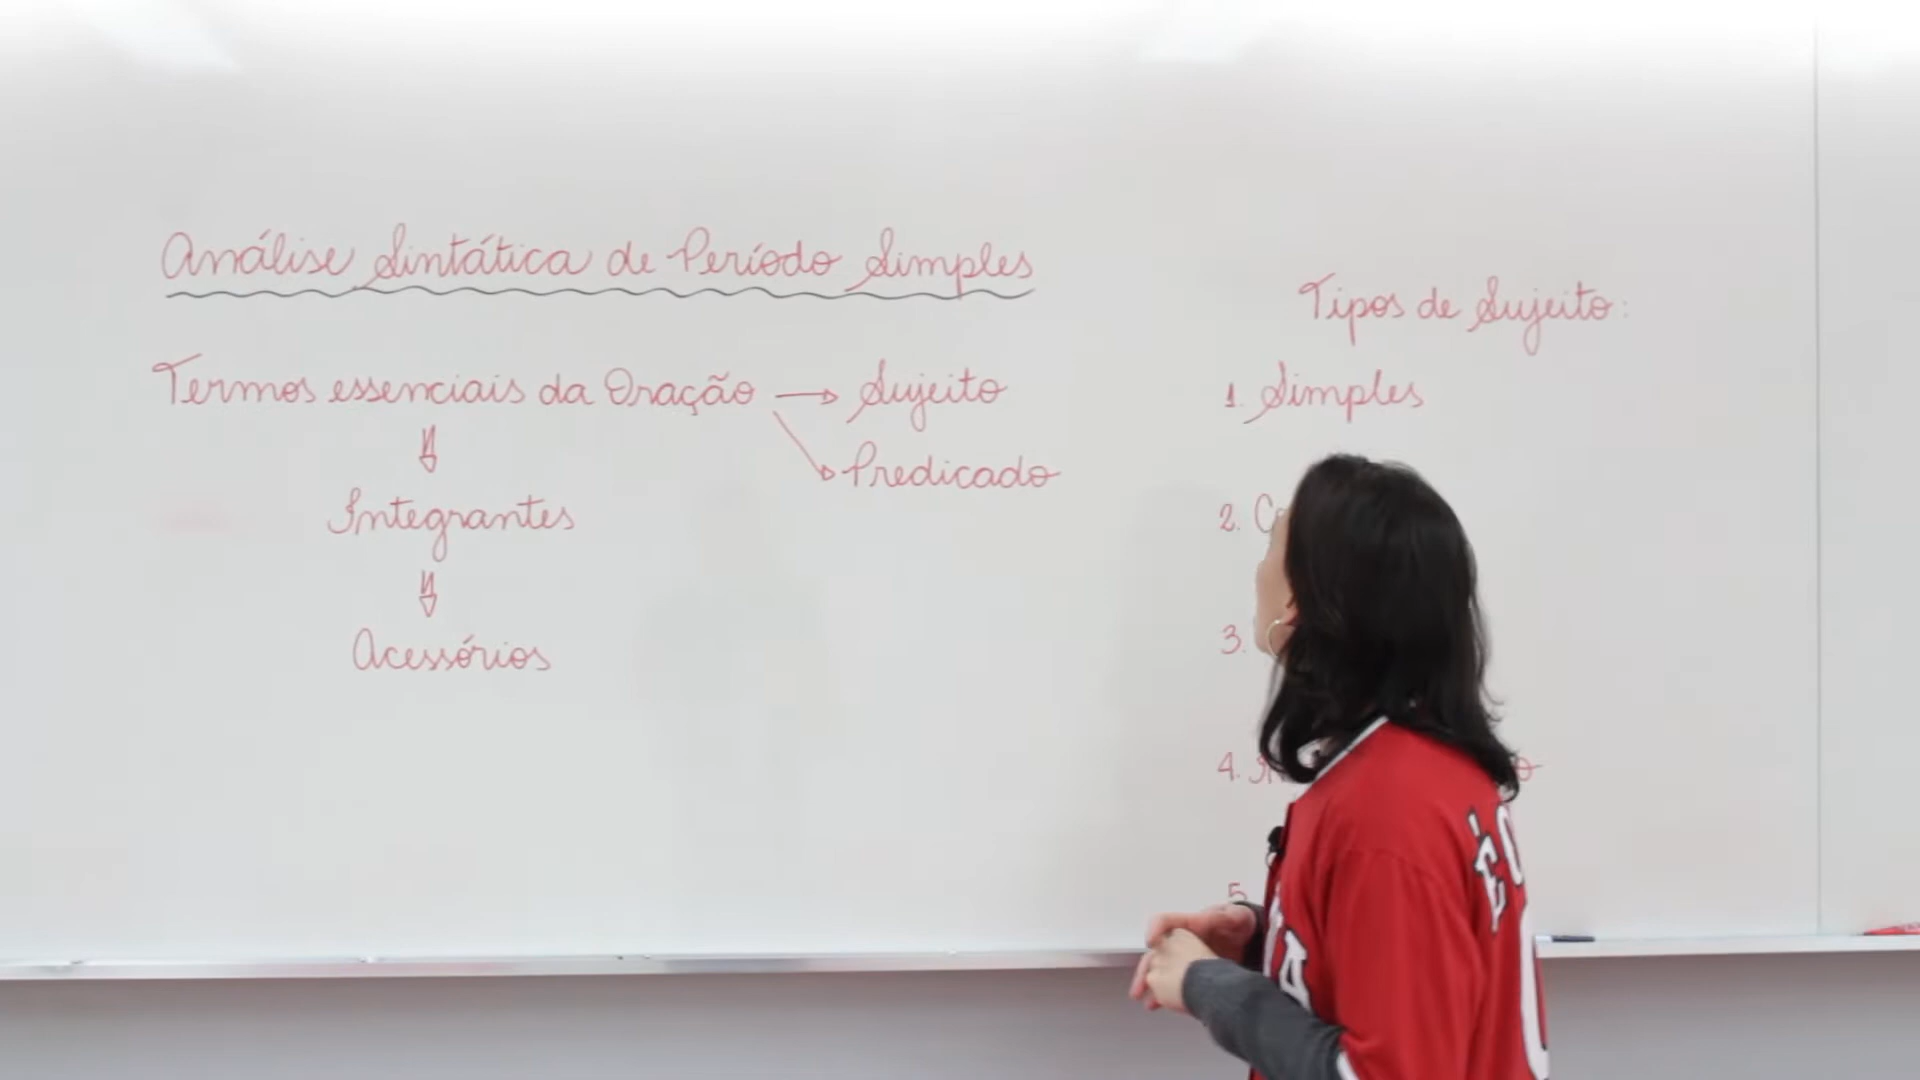 Análise Sintática de Período Simples
Termos essenciais da Oração → Sujeito
Predicado
Integrantes
Acessórios
Tipos de Sujeito:
1. Simples
2.
3.
4.
5.